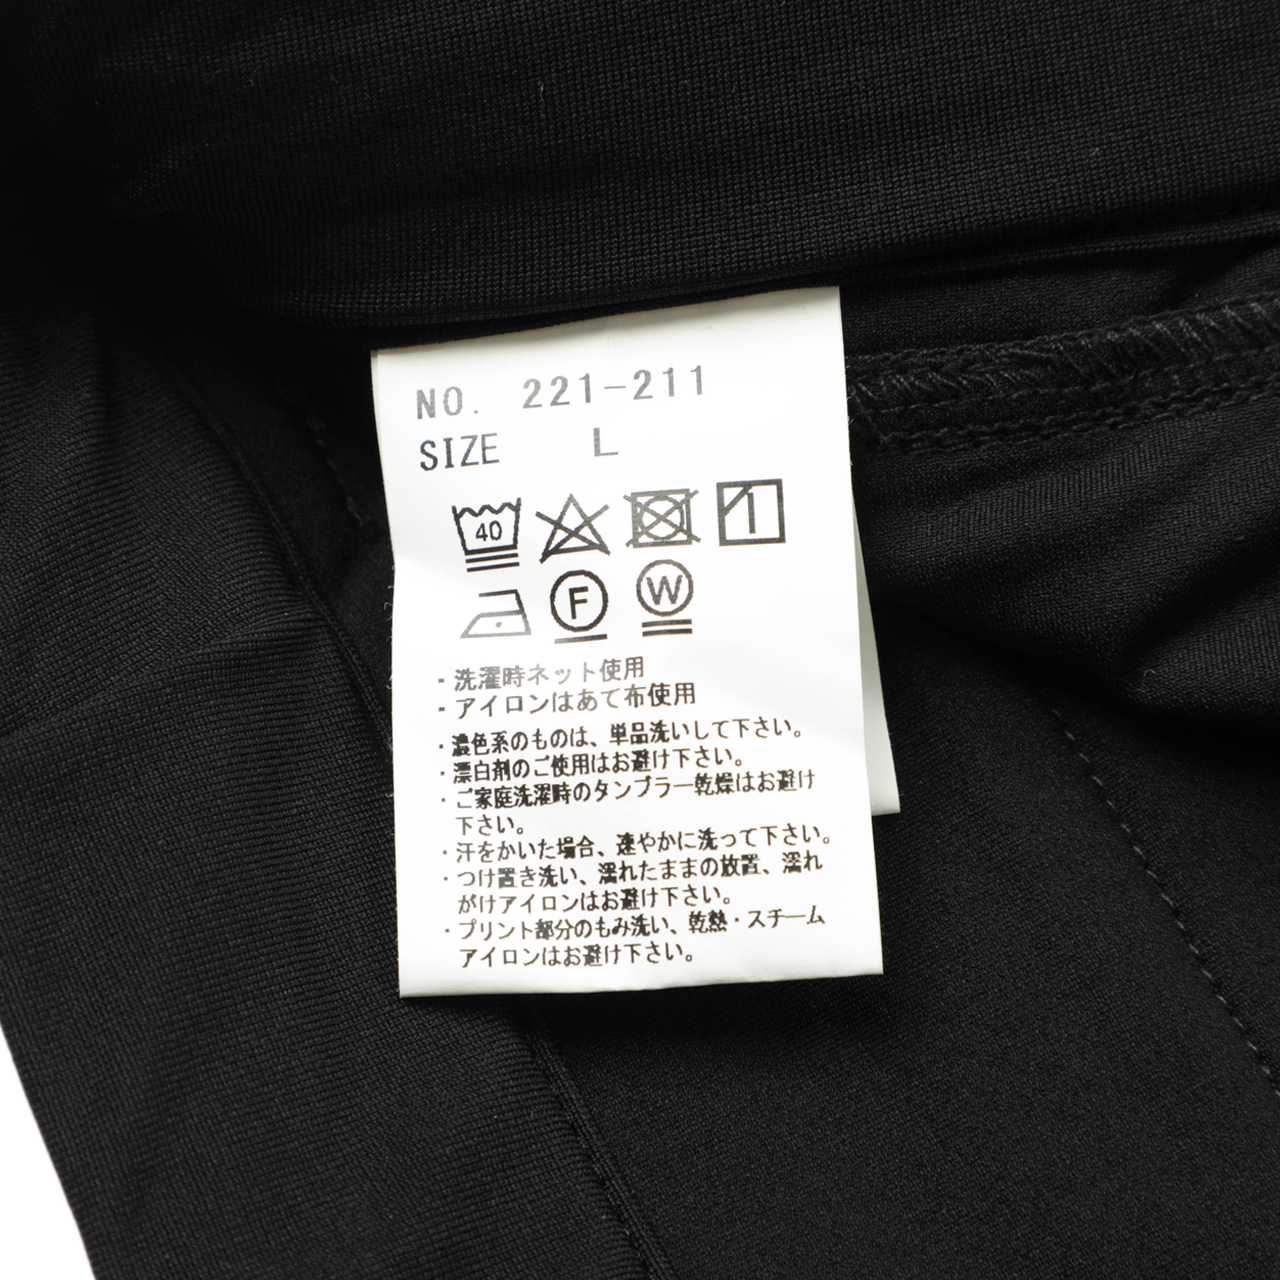 NO. 221-211
SIZE L
40
F W
・洗濯時ネット使用
・アイロンはあて布使用
・濃色系のものは、単品洗いして下さい。
・漂白剤のご使用はお避け下さい。
・ご家庭洗濯時のタンブラー乾燥はお避け
下さい。
・汗をかいた場合、速やかに洗って下さい。
・つけ置き洗い、濡れたままの放置、濡れ
がけアイロンはお避け下さい。
・プリント部分のもみ洗い、乾熱・スチーム
アイロンはお避け下さい。